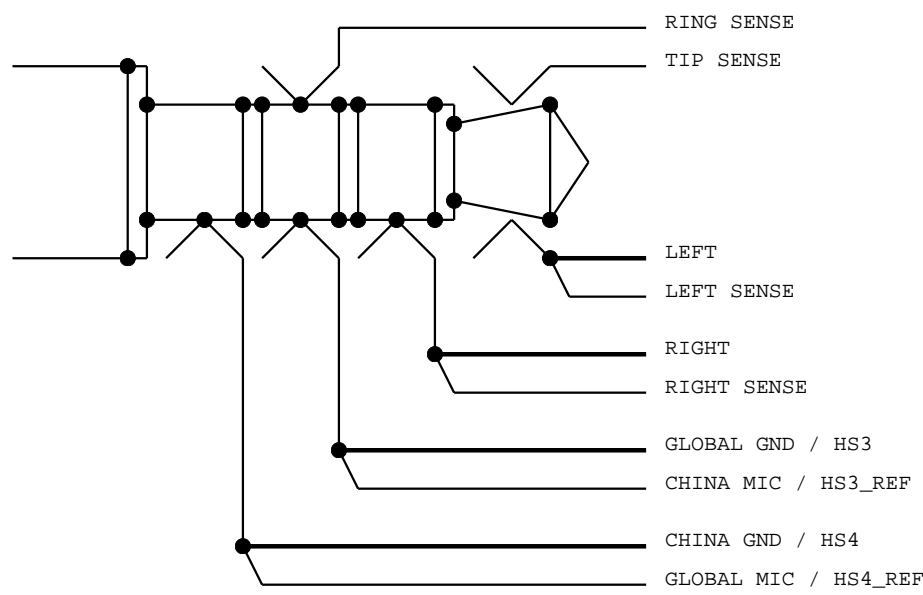 RING SENSE
TIP SENSE
LEFT
LEFT SENSE
RIGHT
RIGHT SENSE
GLOBAL GND / HS3
CHINA MIC / HS3_REF
CHINA GND / HS4
GLOBAL MIC / HS4_REF